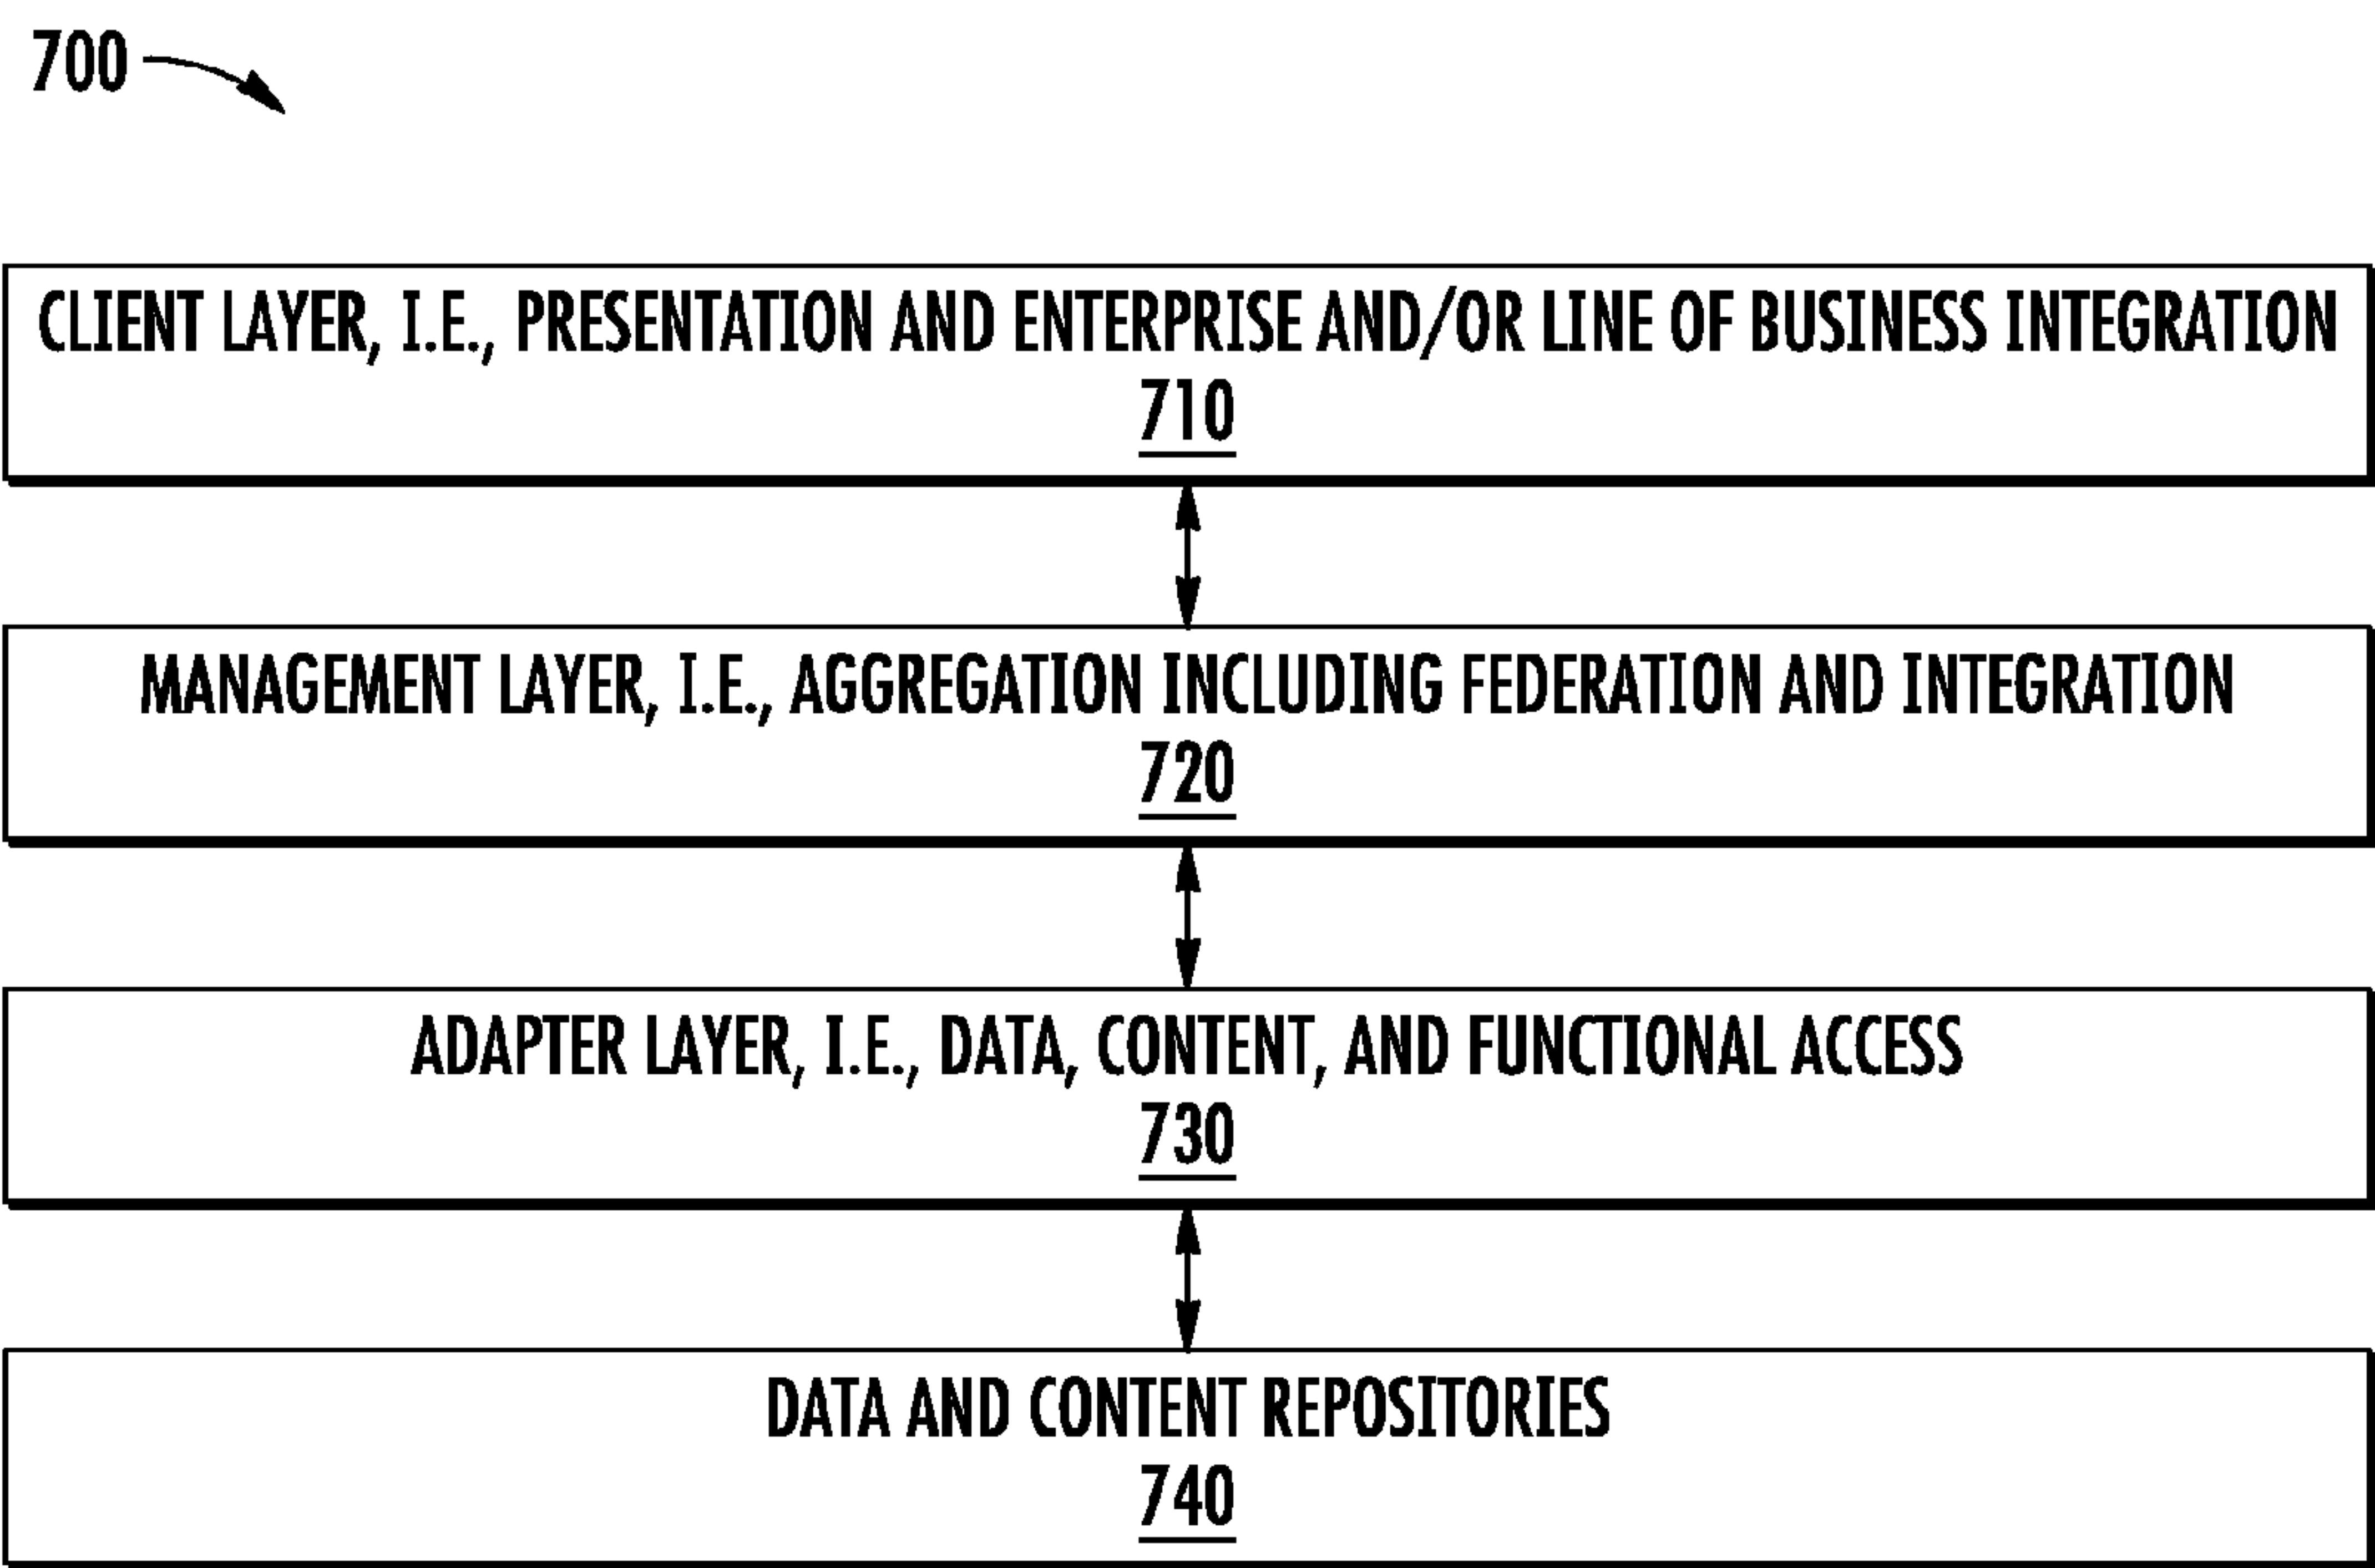 700
CLIENT LAYER, I.E., PRESENTATION AND ENTERPRISE AND/OR LINE OF BUSINESS INTEGRATION
710
MANAGEMENT LAYER, I.E., AGGREGATION INCLUDING FEDERATION AND INTEGRATION
720
ADAPTER LAYER, I.E., DATA, CONTENT, AND FUNCTIONAL ACCESS
730
DATA AND CONTENT REPOSITORIES
740